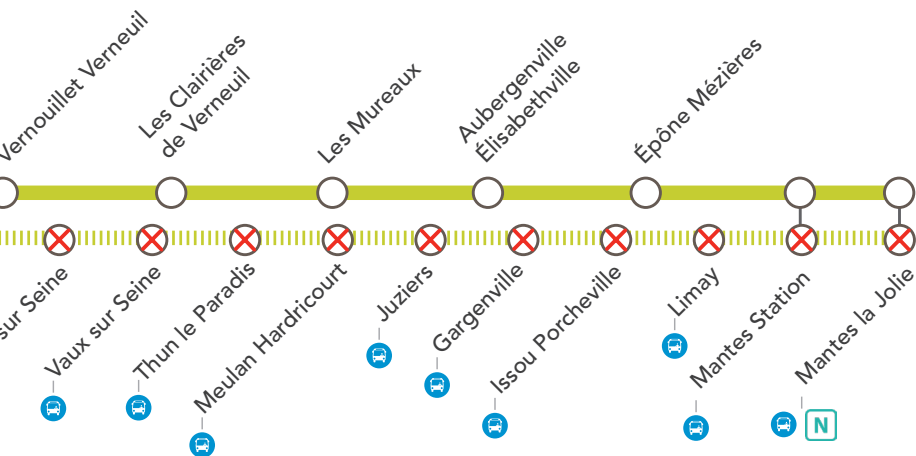 Vernouillet Verneuil
Les Clairières
de Verneuil
Les Mureaux
Aubergenville
Élisabethville
Épône Mézières
sur Seine
Vaux sur Seine
Thun le Paradis
Meulan Hardricourt
Juziers
Gargenville
Issou Porcheville
Limay
Mantes Station
Mantes la Jolie
N